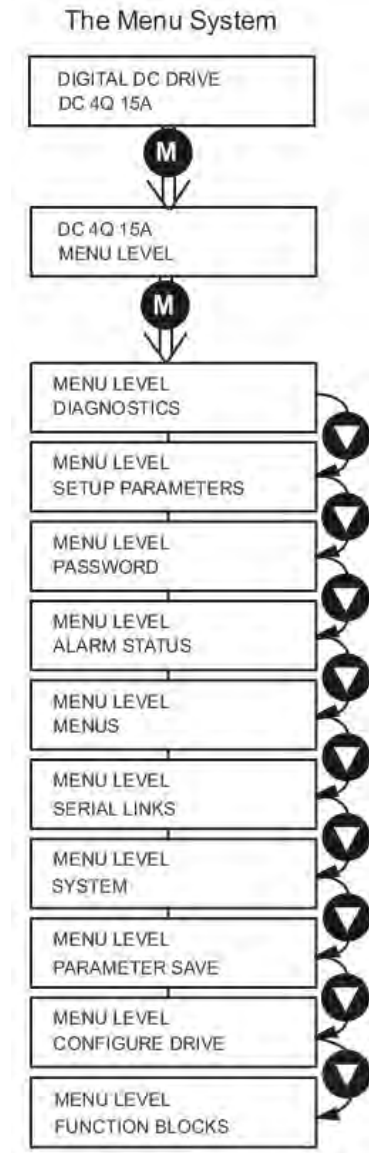 The Menu System
DIGITAL DC DRIVE
DC 4Q 15A
M
DC 4Q 15A
MENU LEVEL
M
MENU LEVEL
DIAGNOSTICS
MENU LEVEL
SETUP PARAMETERS
MENU LEVEL
PASSWORD
MENU LEVEL
ALARM STATUS
MENU LEVEL
MENUS
MENU LEVEL
SERIAL LINKS
MENU LEVEL
SYSTEM
MENU LEVEL
PARAMETER SAVE
MENU LEVEL
CONFIGURE DRIVE
MENU LEVEL
FUNCTION BLOCKS